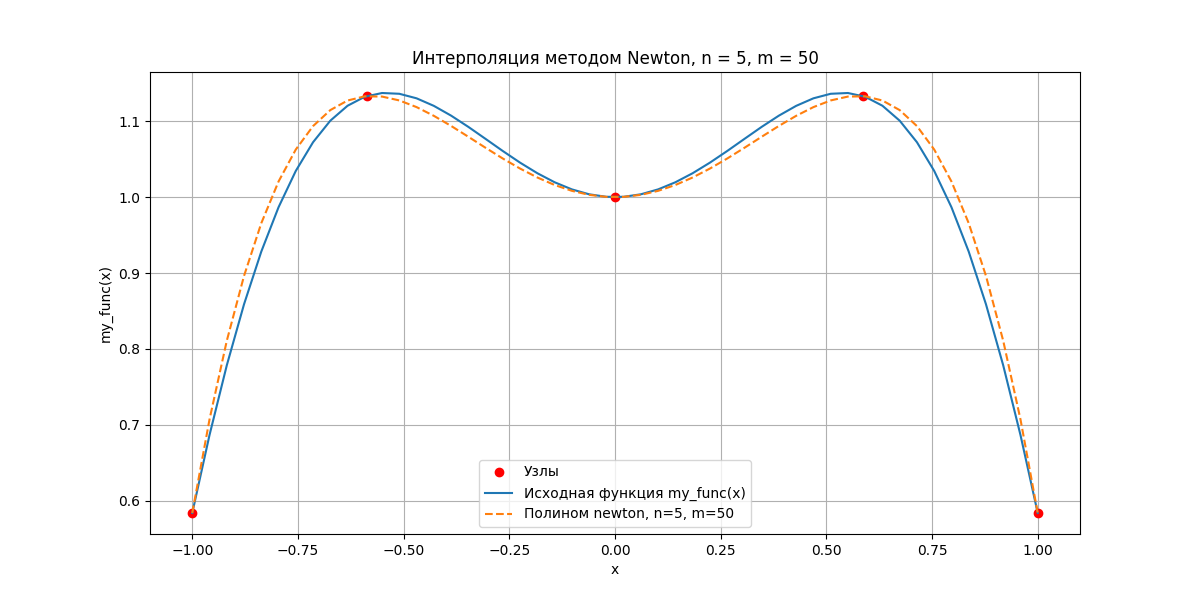 Интерполяция методом Newton, n = 5, m = 50
my_func(x)
1.1
1.0
0.9
0.8
0.7
0.6
Узлы
Исходная функция my_func(x)
Полином newton, n=5, m=50
−1.00 −0.75 −0.50 −0.25 0.00 0.25 0.50 0.75 1.00
x